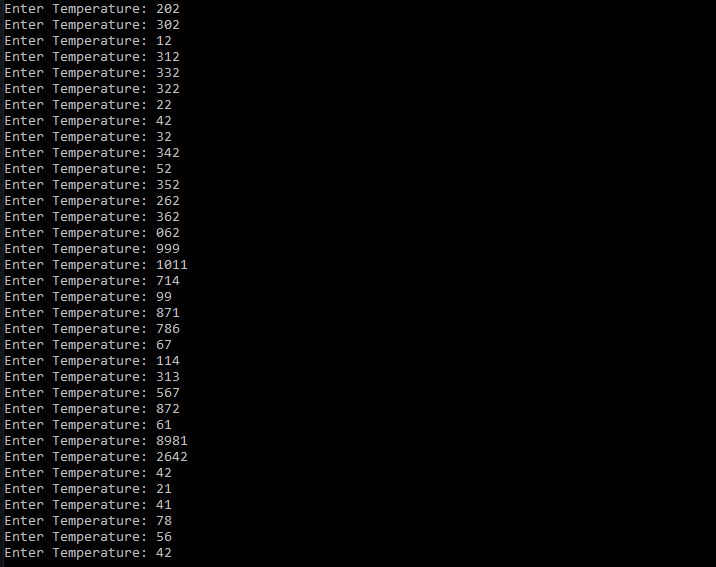 Enter Temperature: 202
Enter Temperature: 302
Enter Temperature: 12
Enter Temperature: 312
Enter Temperature: 332
Enter Temperature: 322
Enter Temperature: 22
Enter Temperature: 42
Enter Temperature: 32
Enter Temperature: 342
Enter Temperature: 52
Enter Temperature: 352
Enter Temperature: 262
Enter Temperature: 362
Enter Temperature: 062
Enter Temperature: 999
Enter Temperature: 1011
Enter Temperature: 714
Enter Temperature: 99
Enter Temperature: 871
Enter Temperature: 786
Enter Temperature: 67
Enter Temperature: 114
Enter Temperature: 313
Enter Temperature: 567
Enter Temperature: 872
Enter Temperature: 61
Enter Temperature: 8981
Enter Temperature: 2642
Enter Temperature: 42
Enter Temperature: 21
Enter Temperature: 41
Enter Temperature: 78
Enter Temperature: 56
Enter Temperature: 42